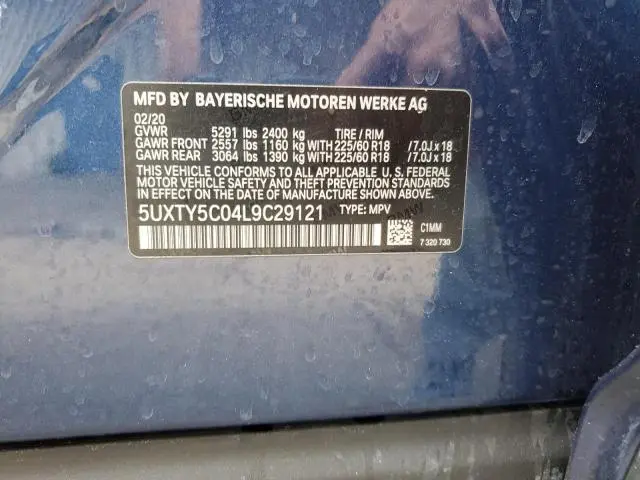 MFD BY BAYERISCHE MOTOREN WERKE AG
02/20
GVWR 5291 lbs 2400 kg TIRE / RIM
GAWR FRONT 2557 lbs 1160 kg WITH 225/60 R18 /7.0J x 18
GAWR REAR 3064 lbs 1390 kg WITH 225/60 R18 /7.0J x 18
THIS VEHICLE CONFORMS TO ALL APPLICABLE U. S. FEDERAL
MOTOR VEHICLE SAFETY, BUMPER, AND THEFT PREVENTION STANDARDS
IN EFFECT ON THE DATE OF MANUFACTURE SHOWN ABOVE.
5UXTY5C04L9C29121 TYPE: MPV
C1MM
7 320 730
BMW